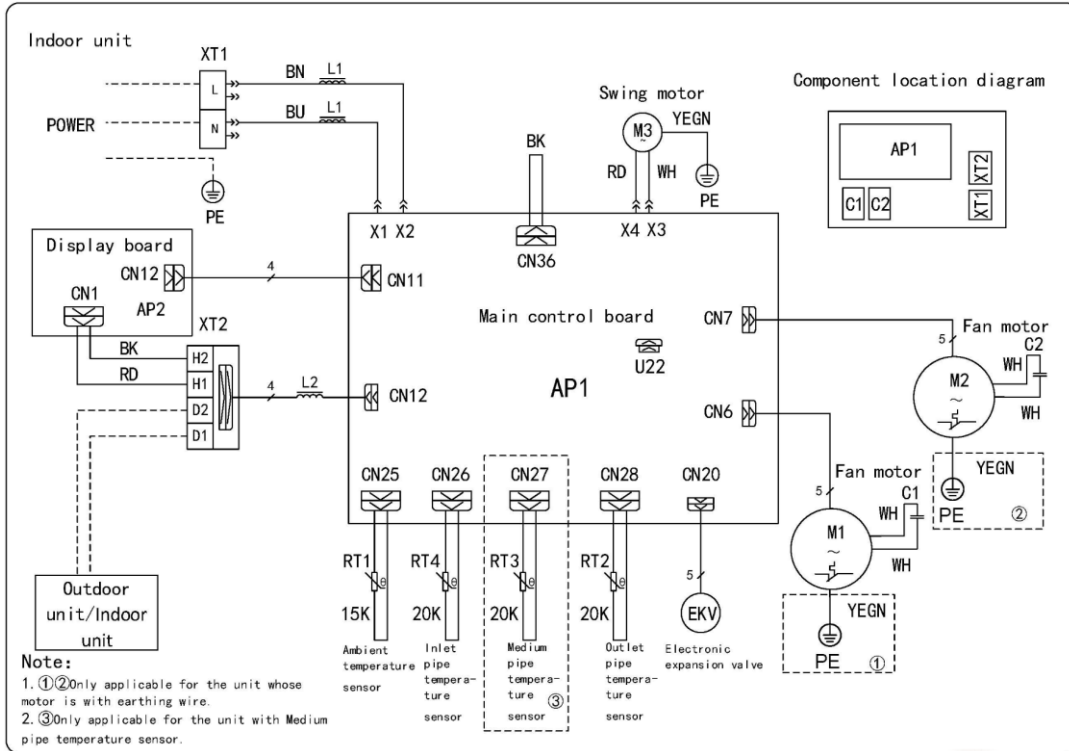 Indoor unit
XT1
BN L1
L
POWER
BU L1
N
PE
Swing motor
M3
YEGN
RD WH
PE
BK
Component location diagram
AP1
XT2
C1 C2
XT1
X1 X2
CN36
X4 X3
Display board
CN12
4
CN11
CN1
AP2
XT2
BK
H2
RD
H1
D2
D1
4
L2
CN12
Main control board
U22
AP1
CN7
5
Fan motor
C2
WH
M2
~
WH
YEGN
PE
②
CN6
5
Fan motor
C1
WH
M1
~
WH
YEGN
PE
①
CN25 CN26 CN27 CN28 CN20
RT1 RT4 RT3 RT2
θ θ θ θ
5
15K 20K 20K 20K
EKV
Ambient
temperature
sensor
Inlet
pipe
tempera-
ture
sensor
Medium
pipe
tempera-
ture ③
sensor
Outlet
pipe
tempera-
ture
sensor
Electronic
expansion valve
Outdoor
unit/Indoor
unit
Note:
1. ①②Only applicable for the unit whose
motor is with earthing wire.
2. ③Only applicable for the unit with Medium
pipe temperature sensor.